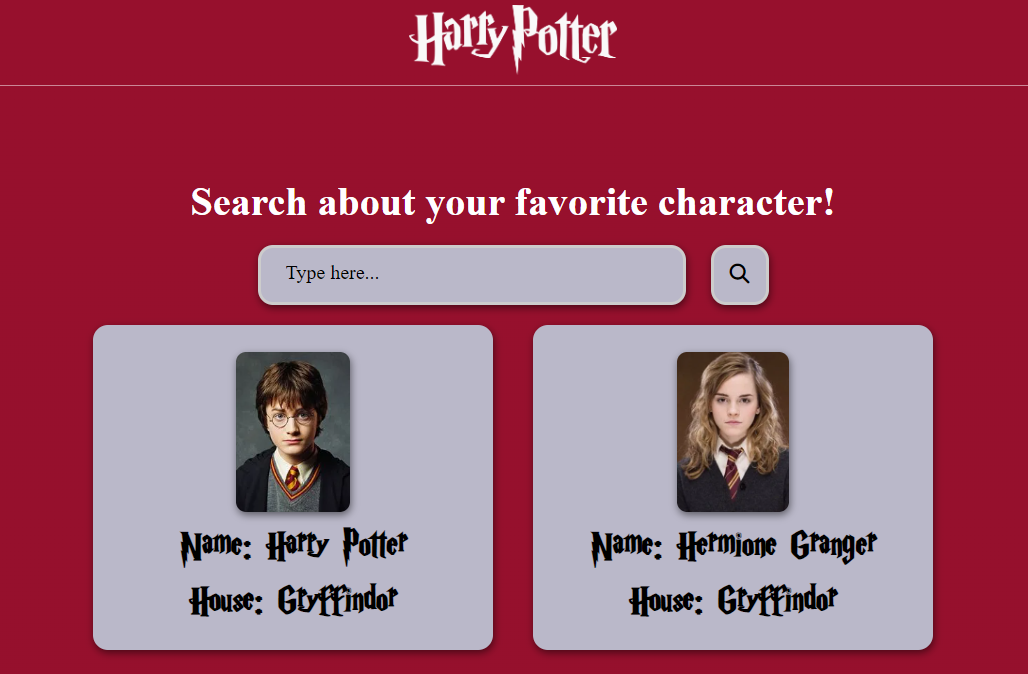 Harry Potter
Search about your favorite character!
Type here...
Name: Harry Potter
House: Gryffindor
Name: Hermione Granger
House: Gryffindor